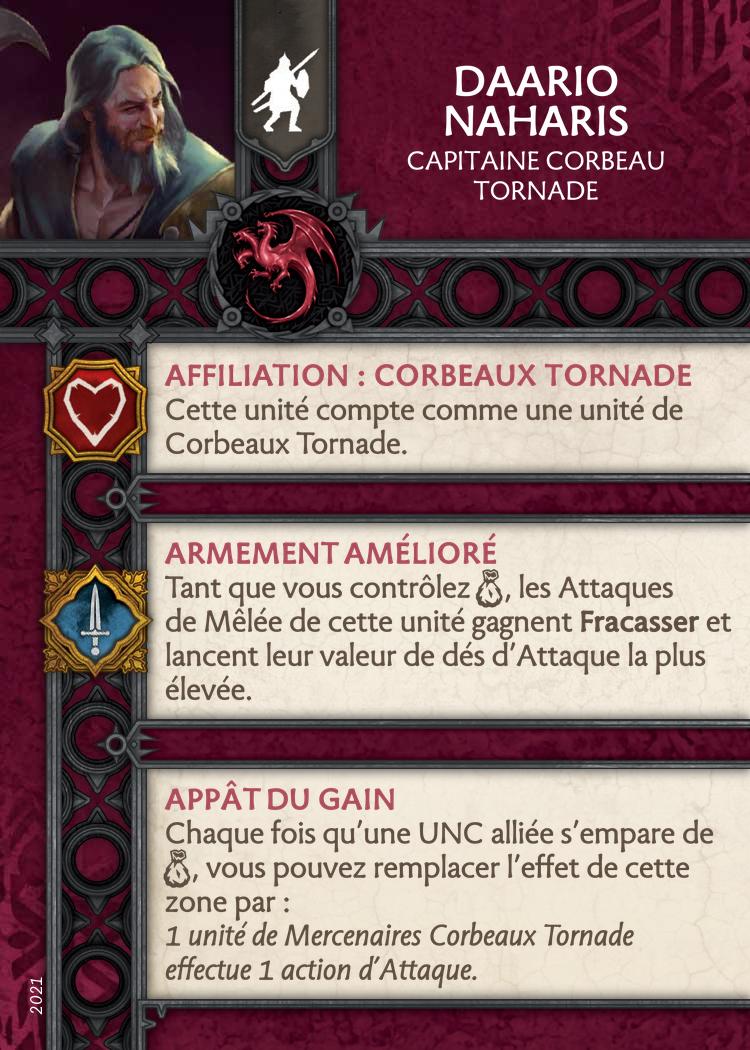 DAARIO
NAHARIS
CAPITAINE CORBEAU
TORNADE
AFFILIATION : CORBEAUX TORNADE
Cette unité compte comme une unité de
Corbeaux Tornade.
ARMEMENT AMÉLIORÉ
Tant que vous contrôlez , les Attaques
de Mêlée de cette unité gagnent Fracasser et
lancent leur valeur de dés d'Attaque la plus
élevée.
APPÂT DU GAIN
Chaque fois qu'une UNC alliée s'empare de
, vous pouvez remplacer l'effet de cette
zone par :
1 unité de Mercenaires Corbeaux Tornade
effectue 1 action d'Attaque.
2021